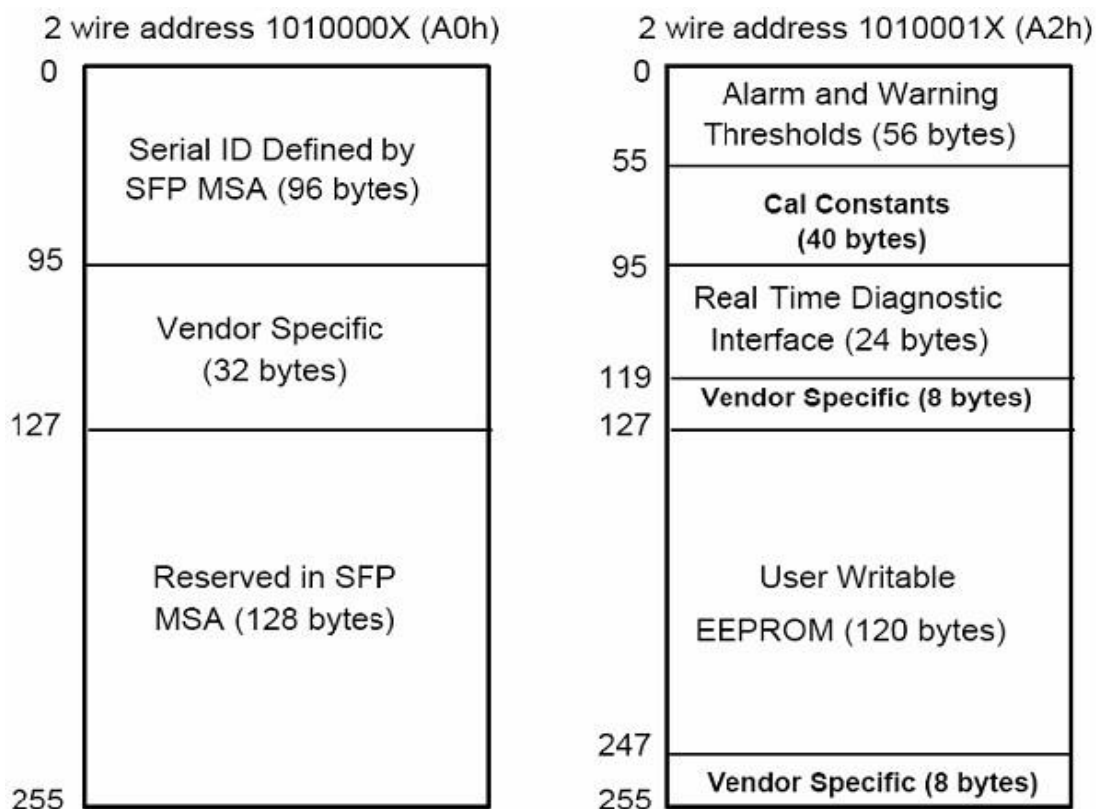 2 wire address 1010000X (A0h)
0
Serial ID Defined by
SFP MSA (96 bytes)
95
Vendor Specific
(32 bytes)
127
Reserved in SFP
MSA (128 bytes)
255
2 wire address 1010001X (A2h)
0
Alarm and Warning
Thresholds (56 bytes)
55
Cal Constants
(40 bytes)
95
Real Time Diagnostic
Interface (24 bytes)
119
Vendor Specific (8 bytes)
127
User Writable
EEPROM (120 bytes)
247
Vendor Specific (8 bytes)
255